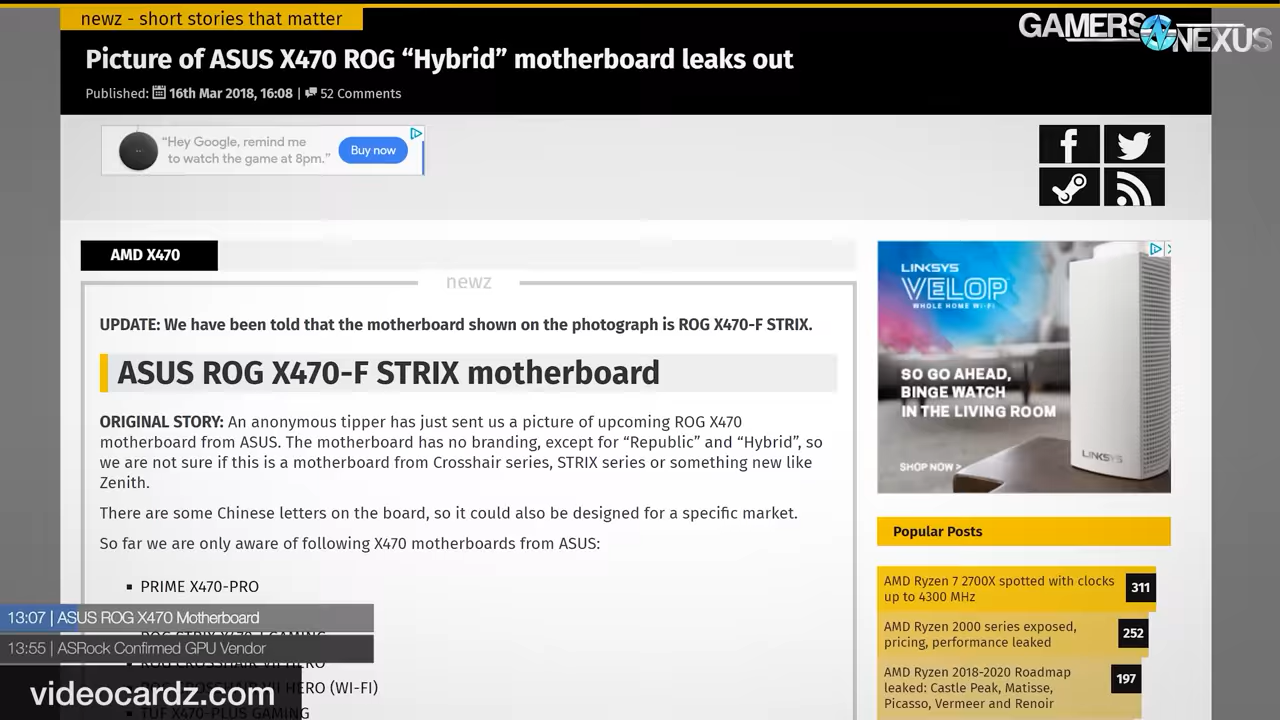 newz - short stories that matter
GAMERS NEXUS
Picture of ASUS X470 ROG “Hybrid” motherboard leaks out
Published: 16th Mar 2018, 16:08 | 52 Comments
“Hey Google, remind me
to watch the game at 8pm.”
Buy now
AMD X470
newz
UPDATE: We have been told that the motherboard shown on the photograph is ROG X470-F STRIX.
ASUS ROG X470-F STRIX motherboard
ORIGINAL STORY: An anonymous tipper has just sent us a picture of upcoming ROG X470
motherboard from ASUS. The motherboard has no branding, except for “Republic” and “Hybrid”, so
we are not sure if this is a motherboard from Crosshair series, STRIX series or something new like
Zenith.
There are some Chinese letters on the board, so it could also be designed for a specific market.
So far we are only aware of following X470 motherboards from ASUS:
▪ PRIME X470-PRO
13:07 | ASUS ROG X470 Motherboard
13:55 | ASRock Confirmed GPU Vendor
HERO (WI-FI)
videocardz.com
TUF X470-PLUS GAMING
LINKSYS
VELOP
WHOLE HOME WI-FI
SO GO AHEAD,
BINGE WATCH
IN THE LIVING ROOM
SHOP NOW >
LINKSYS
Popular Posts
AMD Ryzen 7 2700X spotted with clocks
up to 4300 MHz
311
AMD Ryzen 2000 series exposed,
pricing, performance leaked
252
AMD Ryzen 2018-2020 Roadmap
leaked: Castle Peak, Matisse,
Picasso, Vermeer and Renoir
197